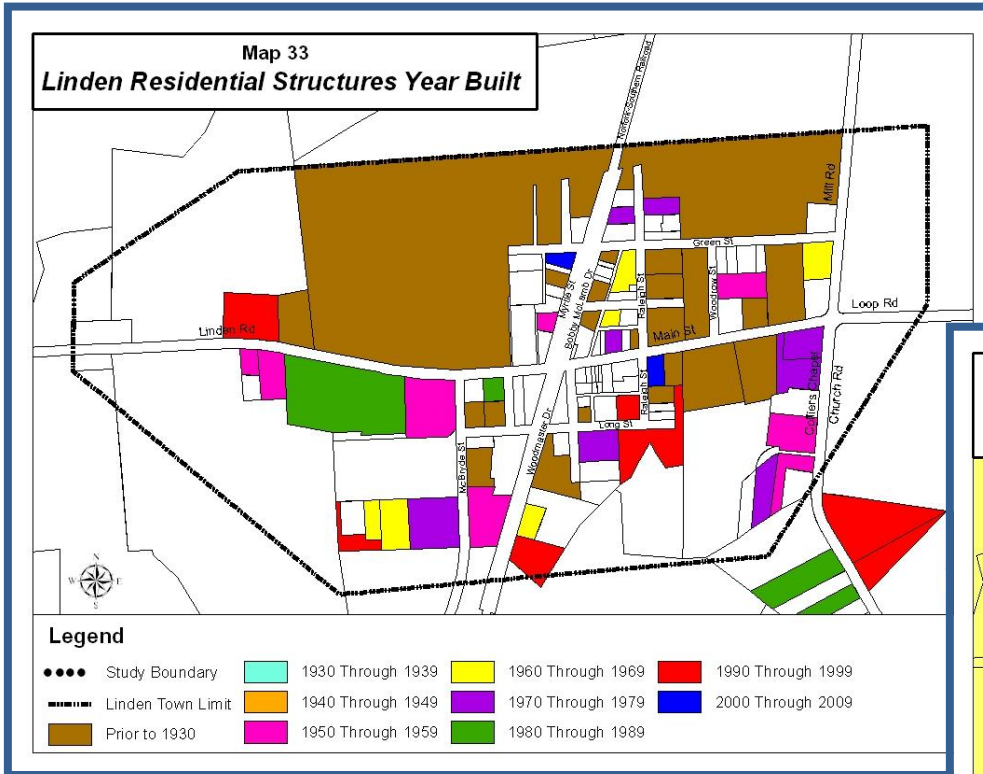 Map 33
Linden Residential Structures Year Built
Norfolk-Southern Railroad
Mill Rd
Green St
Myrtle St
Bobby McLamb Dr
Raleigh St
Woodrow St
Loop Rd
Linden Rd
Main St
Colliers Chapel
Church Rd
Raleigh St
Long St
McBryde St
Woodmaster Dr
N
W E
S
Legend
Study Boundary
Linden Town Limit
Prior to 1930
1930 Through 1939
1940 Through 1949
1950 Through 1959
1960 Through 1969
1970 Through 1979
1980 Through 1989
1990 Through 1999
2000 Through 2009